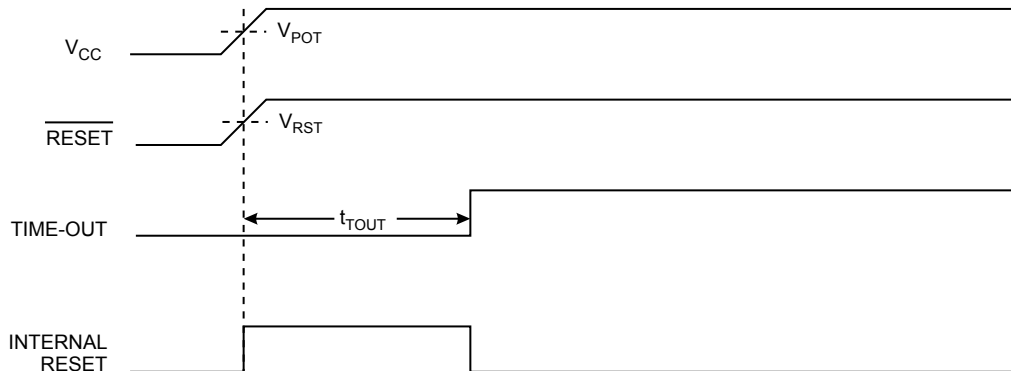 V_POT
V_CC
RESET
V_RST
TIME-OUT
t_TOUT
INTERNAL
RESET